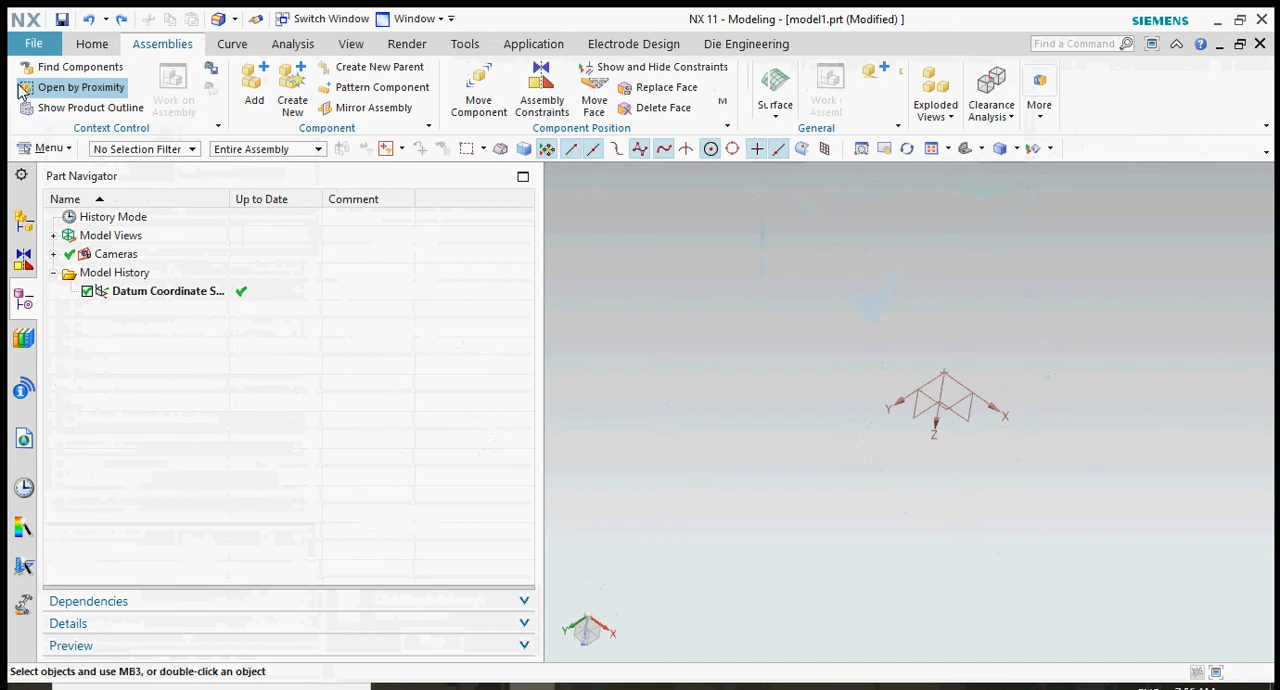 NX Switch Window Window NX 11 - Modeling - [model1.prt (Modified) ] SIEMENS
File Home Assemblies Curve Analysis View Render Tools Application Electrode Design Die Engineering Find a Command
Find Components
Open by Proximity
Show Product Outline
Work on Assembly
Context Control
Add
Create New
Create New Parent
Pattern Component
Mirror Assembly
Component
Move Component
Assembly Constraints
Move Face
Show and Hide Constraints
Replace Face
Delete Face
M
Component Position
Surface
General
Exploded Views
Clearance Analysis
More
Menu No Selection Filter Entire Assembly
Part Navigator
Name Up to Date Comment
History Mode
Model Views
Cameras
Model History
Datum Coordinate S...
Dependencies
Details
Preview
Y X
Z
Y X
Select objects and use MB3, or double-click an object